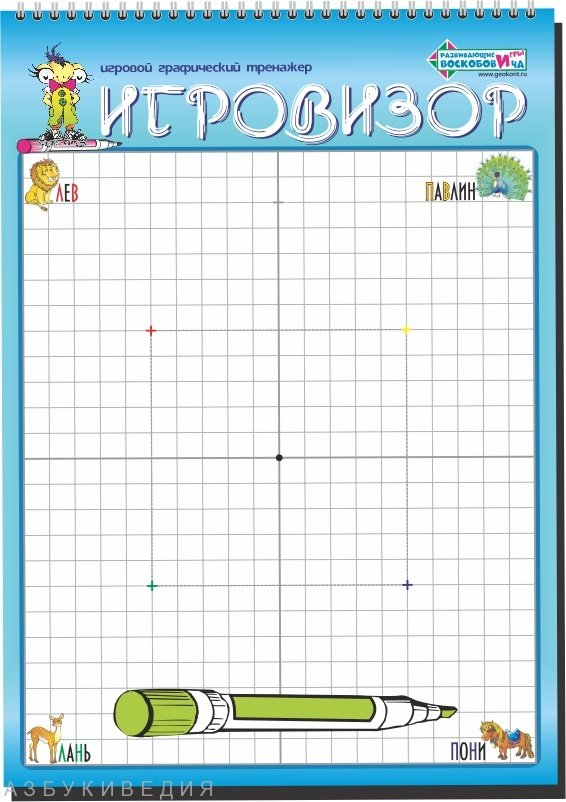 РАЗВИВАЮЩИЕ ИГРЫ
ВОСКОБОВИЧА
www.geokont.ru
игровой графический тренажер
ИГРОВИЗОР
ЛЕВ
ПАВЛИН
ЛАНЬ
ПОНИ
АЗБУКИВЕДИЯ